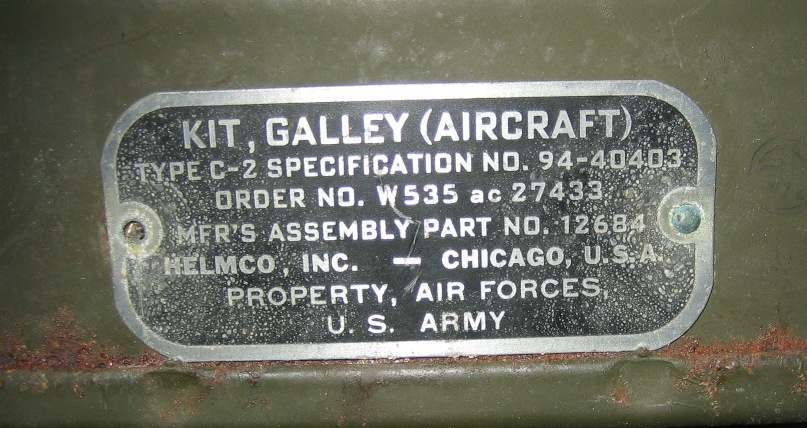 KIT, GALLEY (AIRCRAFT)
TYPE C-2 SPECIFICATION NO. 94-40403
ORDER NO. W535 ac 27433
MFR'S ASSEMBLY PART NO. 12684
HELMCO, INC. — CHICAGO, U.S.A.
PROPERTY, AIR FORCES,
U. S. ARMY